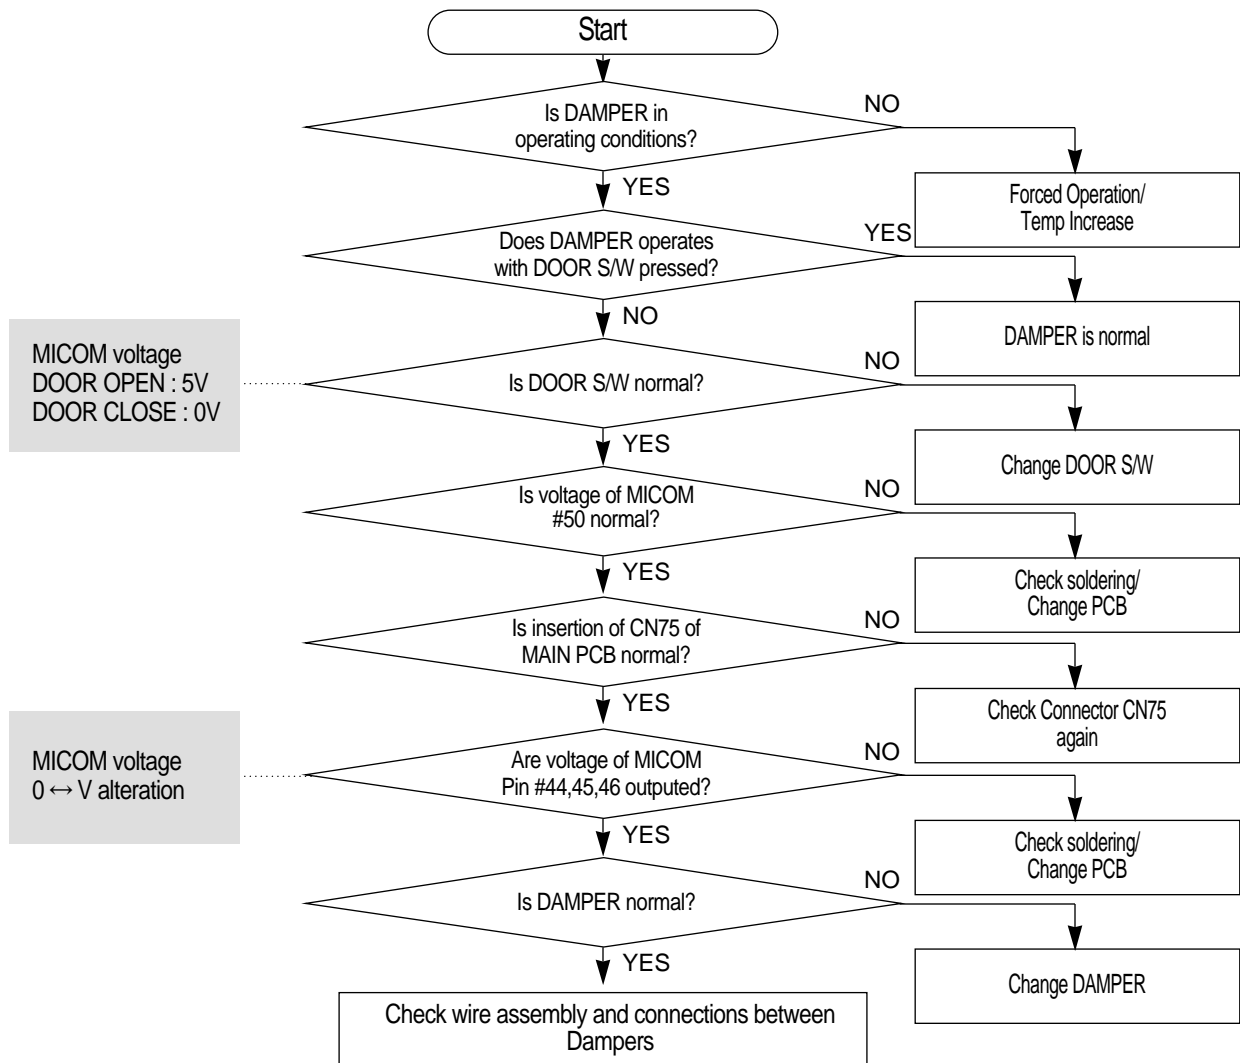 Start
Is DAMPER in
operating conditions?
NO
YES
Forced Operation/
Temp Increase
Does DAMPER operates
with DOOR S/W pressed?
YES
NO
DAMPER is normal
MICOM voltage
DOOR OPEN : 5V
DOOR CLOSE : 0V
Is DOOR S/W normal?
NO
YES
Change DOOR S/W
Is voltage of MICOM
#50 normal?
NO
YES
Check soldering/
Change PCB
Is insertion of CN75 of
MAIN PCB normal?
NO
YES
Check Connector CN75
again
MICOM voltage
0 ↔ V alteration
Are voltage of MICOM
Pin #44,45,46 outputed?
NO
YES
Check soldering/
Change PCB
Is DAMPER normal?
NO
YES
Change DAMPER
Check wire assembly and connections between
Dampers